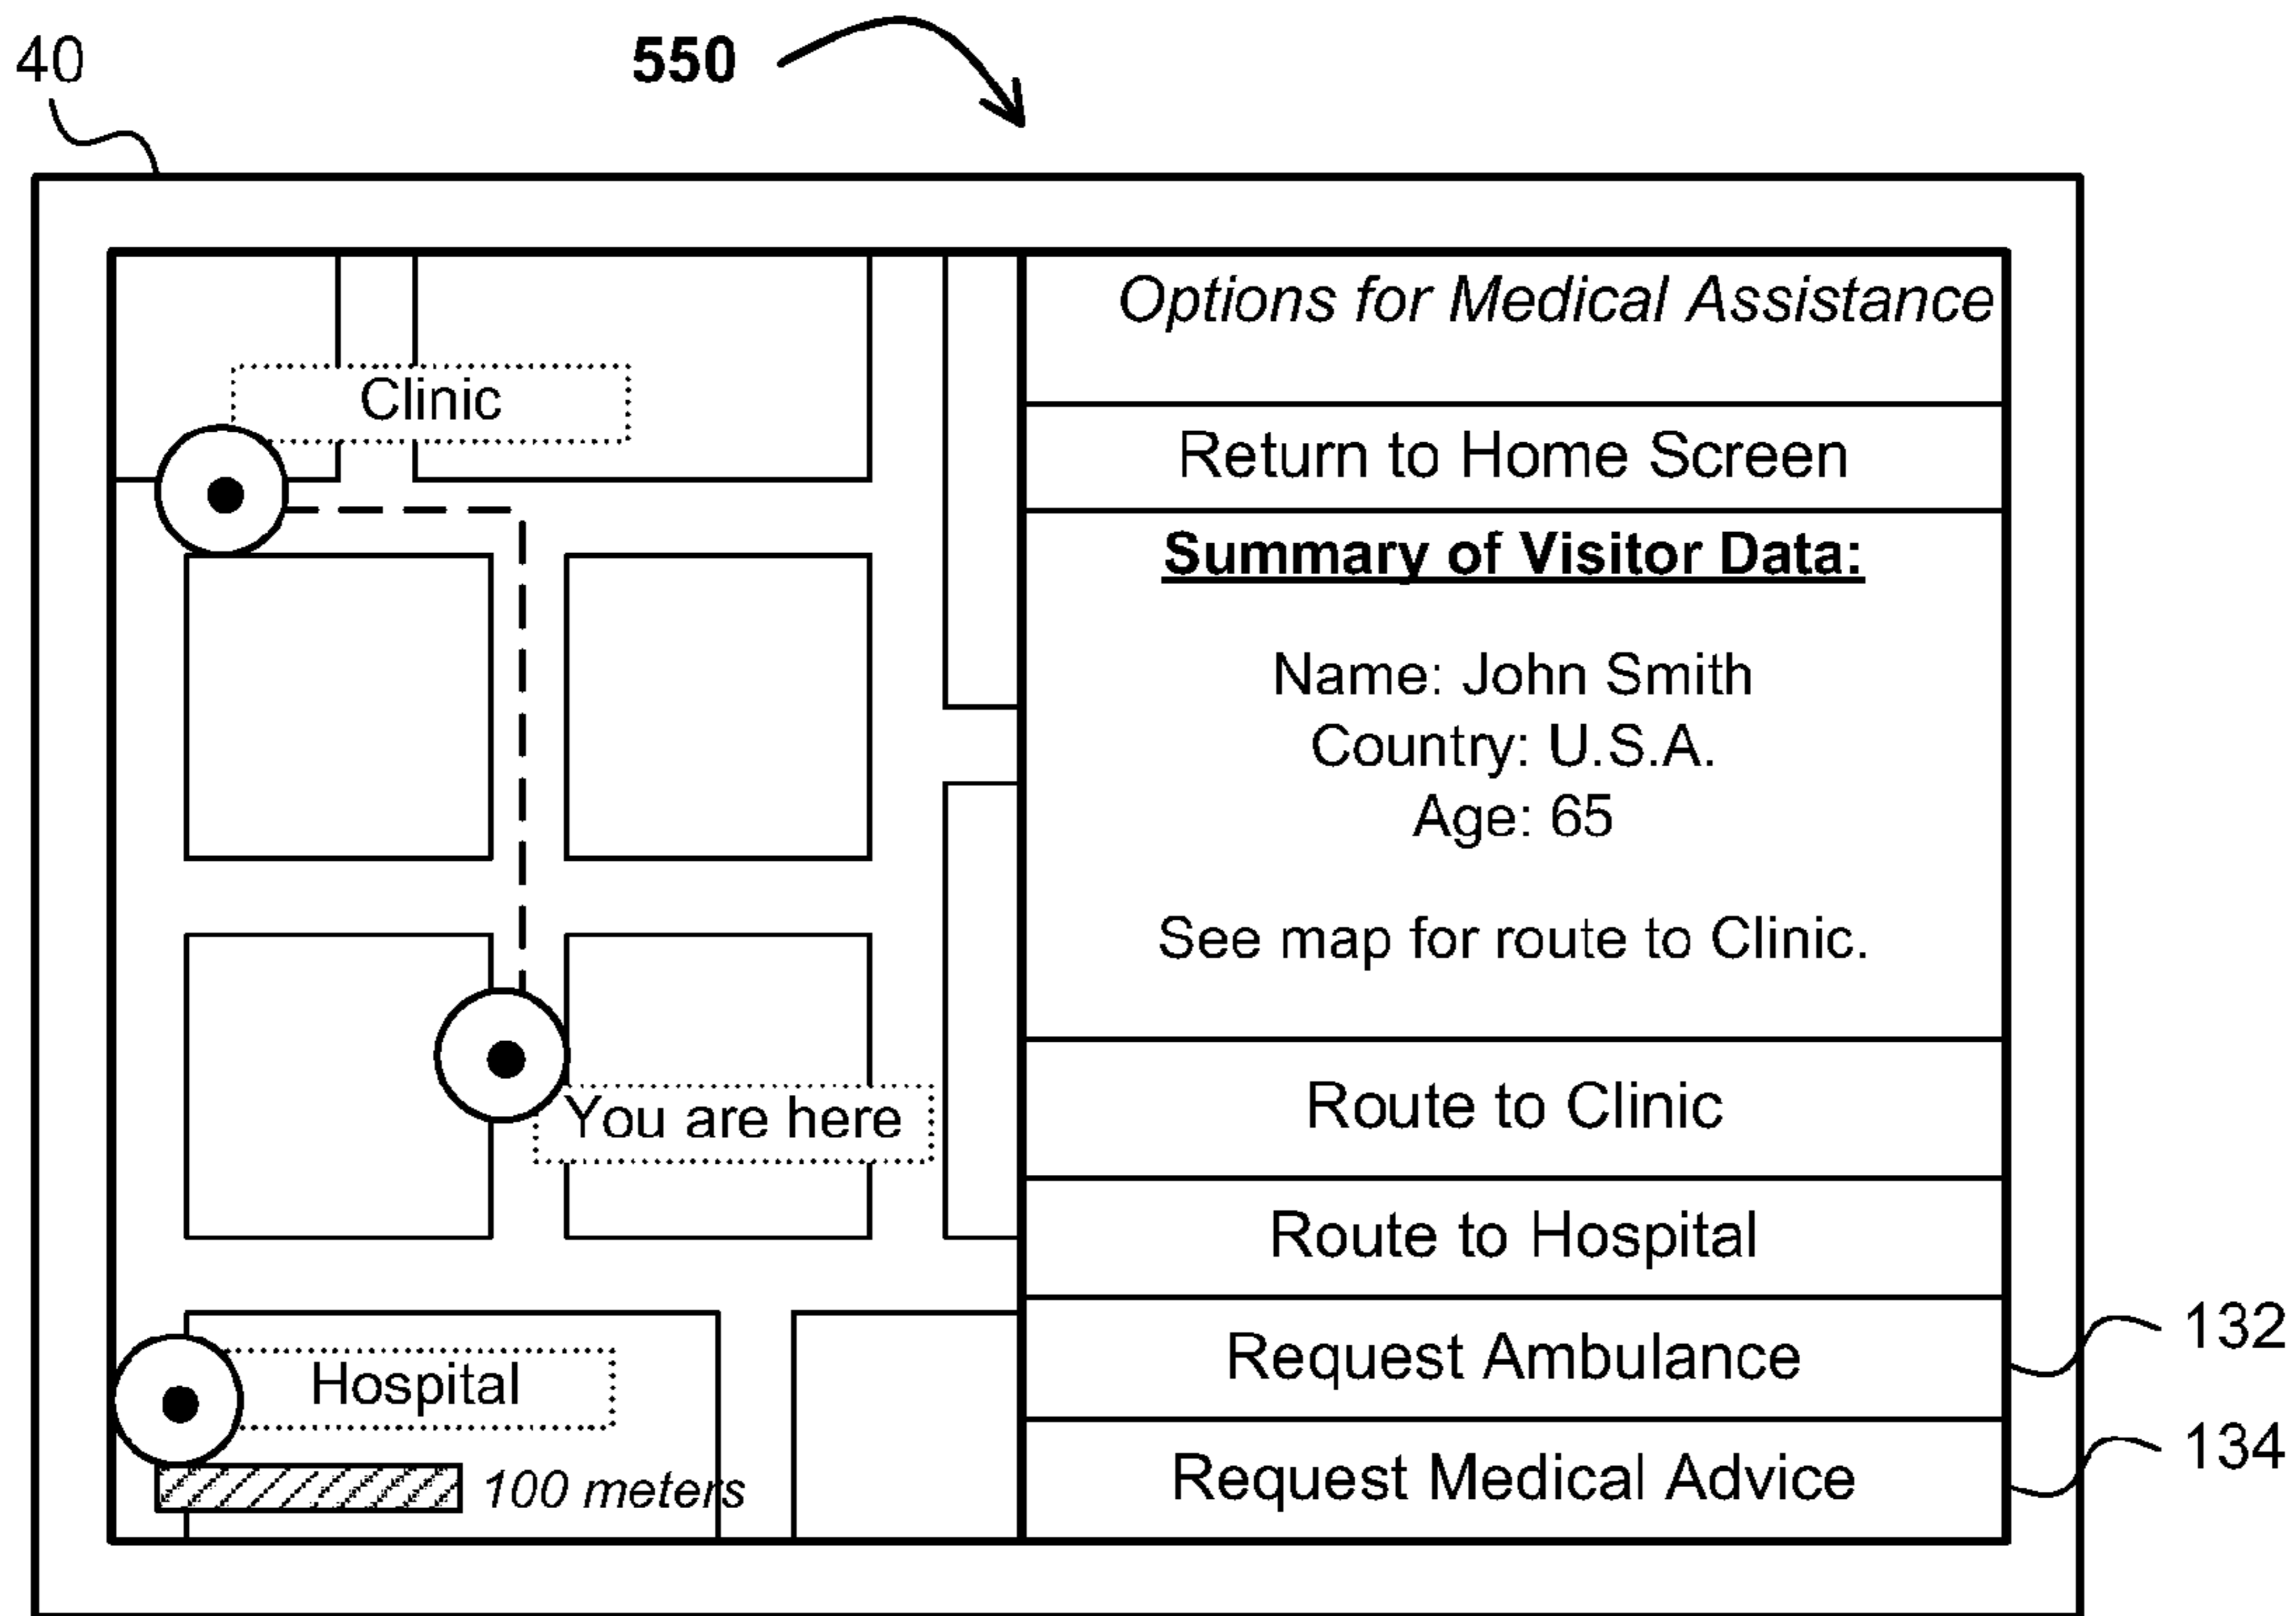 40
550
Options for Medical Assistance
Clinic
Return to Home Screen
Summary of Visitor Data:
Name: John Smith
Country: U.S.A.
Age: 65
See map for route to Clinic.
You are here
Route to Clinic
Route to Hospital
Request Ambulance
132
Hospital
Request Medical Advice
134
100 meters